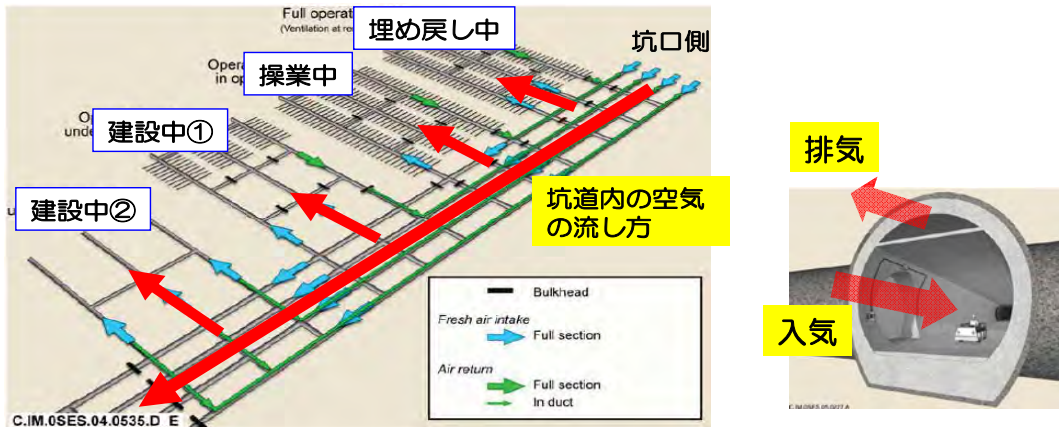 Full operat
(Ventilation at re
埋め戻し中
坑口側
Opera
in op
操業中
Op
unde
建設中①
建設中②
坑道内の空気
の流し方
排気
入気
Bulkhead
Fresh air intake
Full section
Air return
Full section
In duct
C.IM.0SES.04.0535.D E